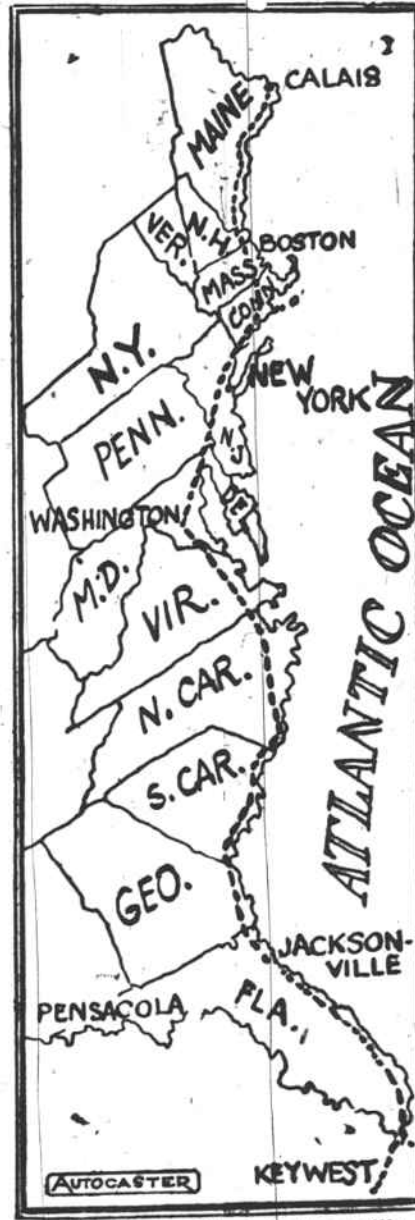 CALAIS
MAINE
VER.
N.H.
BOSTON
MASS.
CONN.
N.Y.
NEW
YORK
PENN.
N.J.
DEL.
WASHINGTON
M.D.
VIR.
N. CAR.
S. CAR.
ATLANTIC OCEAN
GEO.
JACKSON-
VILLE
PENSACOLA
FLA.
KEYWEST
AUTOCASTER